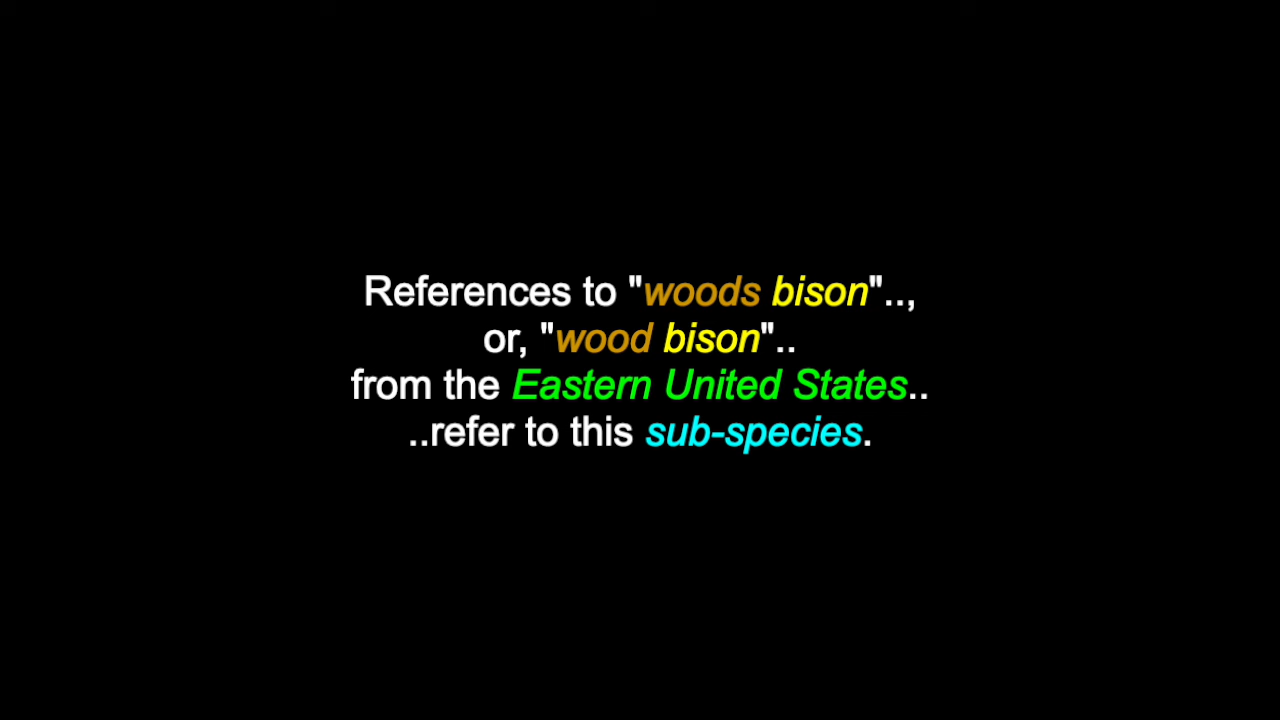 References to "woods bison"..,
or, "wood bison"..
from the Eastern United States..
..refer to this sub-species.